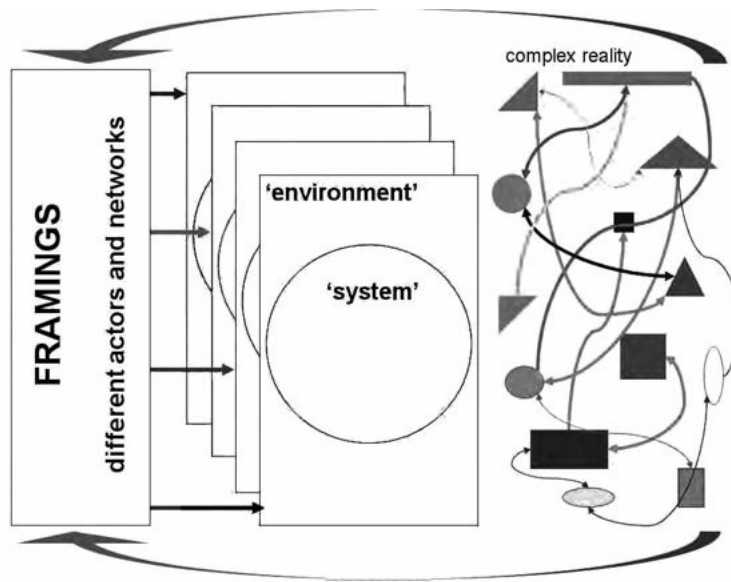 complex reality
FRAMINGS
different actors and networks
‘environment’
‘system’